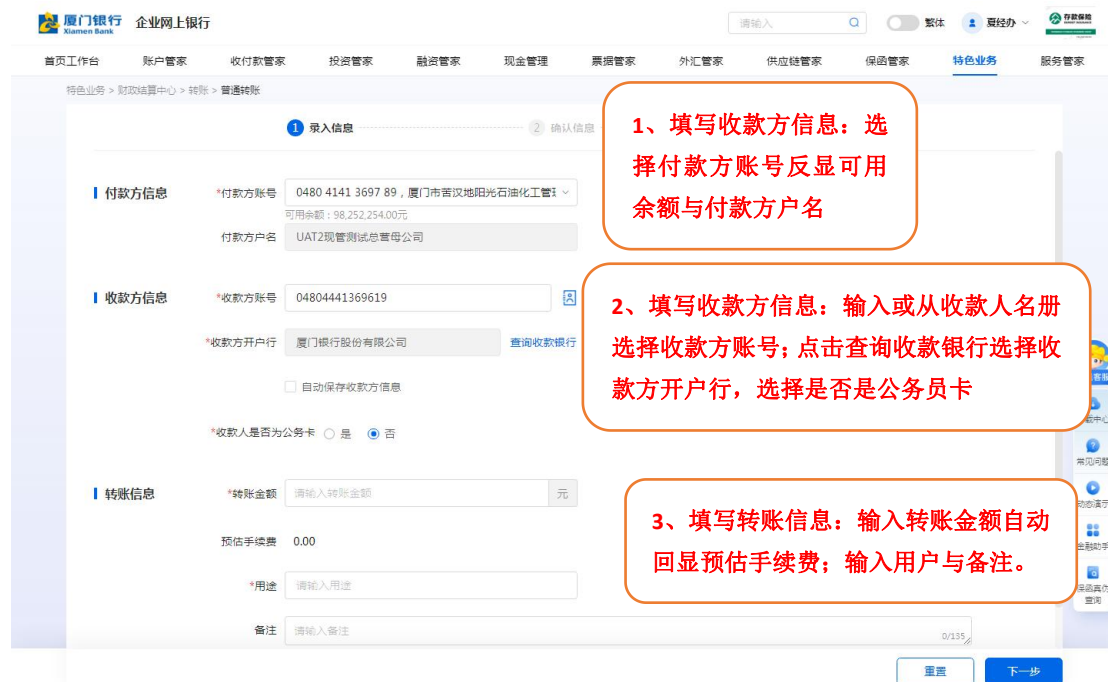 厦门银行 企业网上银行 请输入 繁体 夏经办 存款保险
Xiamen Bank
首页工作台 账户管家 收付款管家 投资管家 融资管家 现金管理 票据管家 外汇管家 供应链管家 保函管家 特色业务 服务管家
特色业务 > 财政结算中心 > 转账 > 普通转账
1 录入信息 2 确认信息
1、填写收款方信息：选
择付款方账号反显可用
余额与付款方户名
付款方信息 *付款方账号 0480 4141 3697 89，厦门市苦汉地阳光石油化工管理
可用余额：98,252,254.00元
付款方户名 UAT2现管测试总营母公司
收款方信息 *收款方账号 04804441369619
*收款方开户行 厦门银行股份有限公司 查询收款银行
自动保存收款方信息
*收款人是否为公务卡 是 否
2、填写收款方信息：输入或从收款人名册
选择收款方账号；点击查询收款银行选择收
款方开户行，选择是否是公务员卡
转账信息 *转账金额 请输入转账金额 元
预估手续费 0.00
*用途 请输入用途
备注 请输入备注
0/135
3、填写转账信息：输入转账金额自动
回显预估手续费；输入用户与备注。
常见问题
动态演示
金融助手
保函真伪
查询
重置 下一步